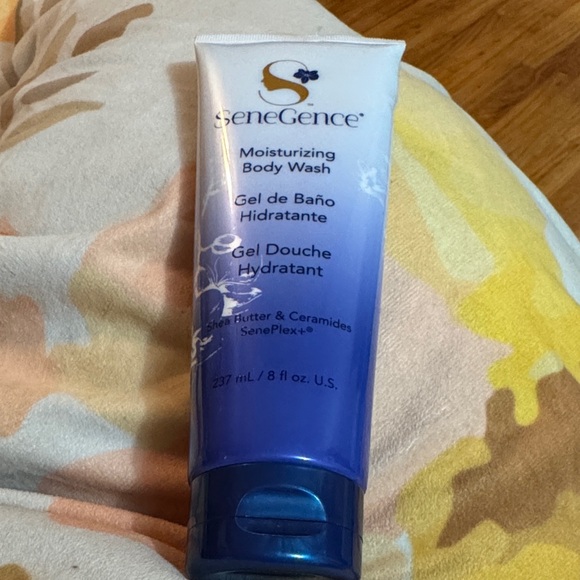 SeneGence®
Moisturizing
Body Wash
Gel de Baño
Hidratante
Gel Douche
Hydratant
Shea Butter & Ceramides
SenePlex+®
237 mL / 8 fl oz. U.S.